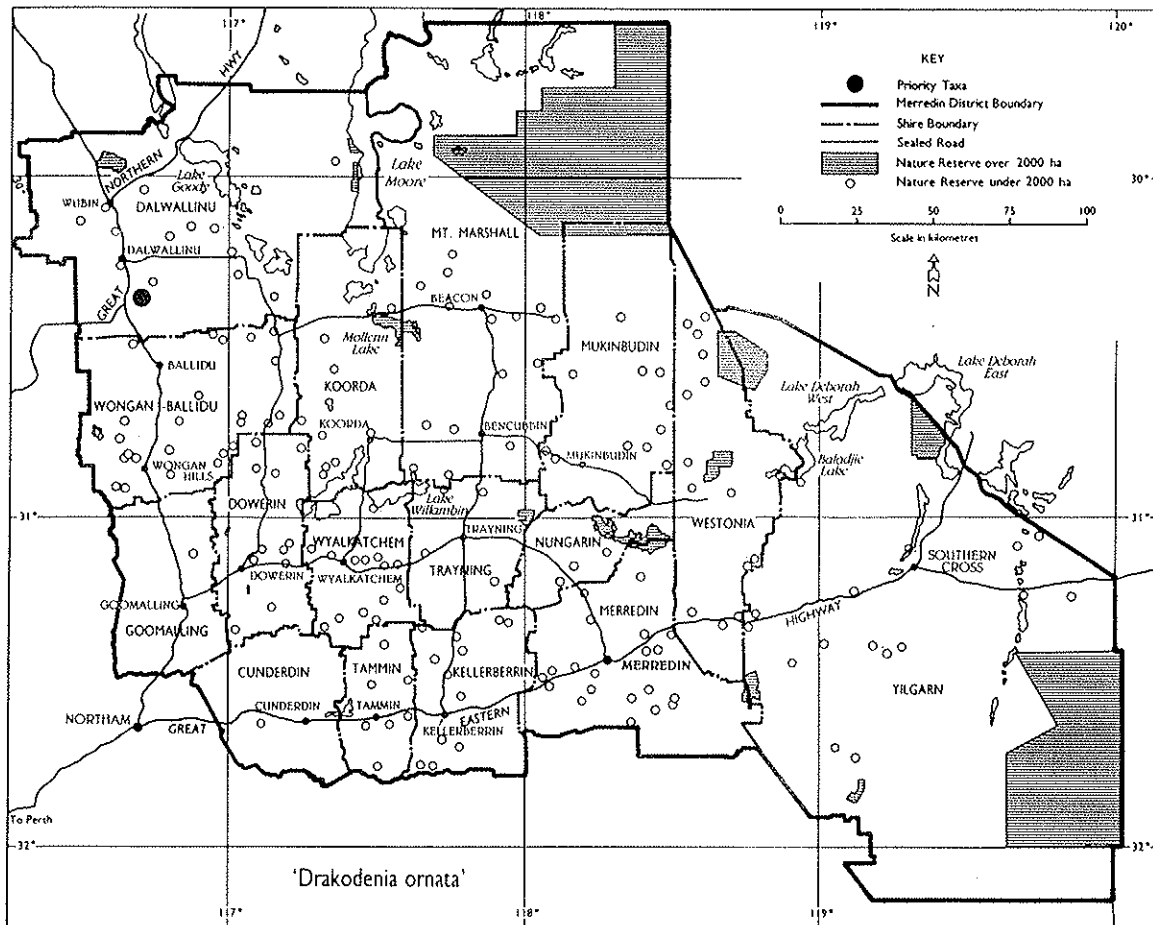 117°
118°
119°
120°
HWY
KEY
Priority Taxa
Merredin District Boundary
Shire Boundary
Sealed Road
Nature Reserve over 2000 ha
Nature Reserve under 2000 ha
0 25 50 75 100
Scale in kilometres
N
NORTHERN
Lake
Goody
Lake
Moore
30°
30°
WUBIN
DALWALLINU
DALWALLINU
MT. MARSHALL
GREAT
BEACON
Mollerin
Lake
MUKINBUDIN
BALLIDU
KOORDA
Lake Deborah
East
Lake Deborah
West
WONGAN-BALLIDU
KOORDA
BENCUBBIN
WONGAN
HILLS
MUKINBUDIN
Baladjie
Lake
DOWERIN
Lake
Wallambin
31°
31°
WYALKATCHEM
TRAYNING
NUNGARIN
WESTONIA
DOWERIN
WYALKATCHEM
TRAYNING
SOUTHERN
CROSS
GOOMALLING
GOOMALLING
MERREDIN
HIGHWAY
CUNDERDIN
TAMMIN
KELLERBERRIN
MERREDIN
YILGARN
NORTHAM
GREAT
CUNDERDIN
TAMMIN
EASTERN
KELLERBERRIN
To Perth
32°
32°
'Drakodenia ornata'
117°
118°
119°